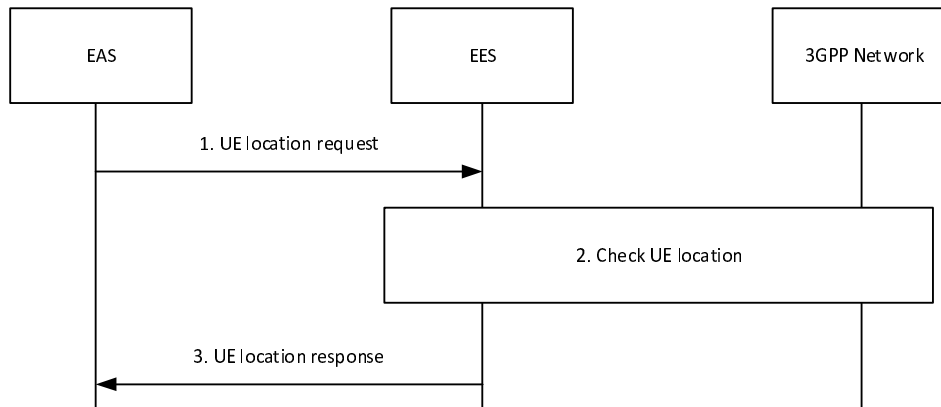 EAS
EES
3GPP Network
1. UE location request
2. Check UE location
3. UE location response